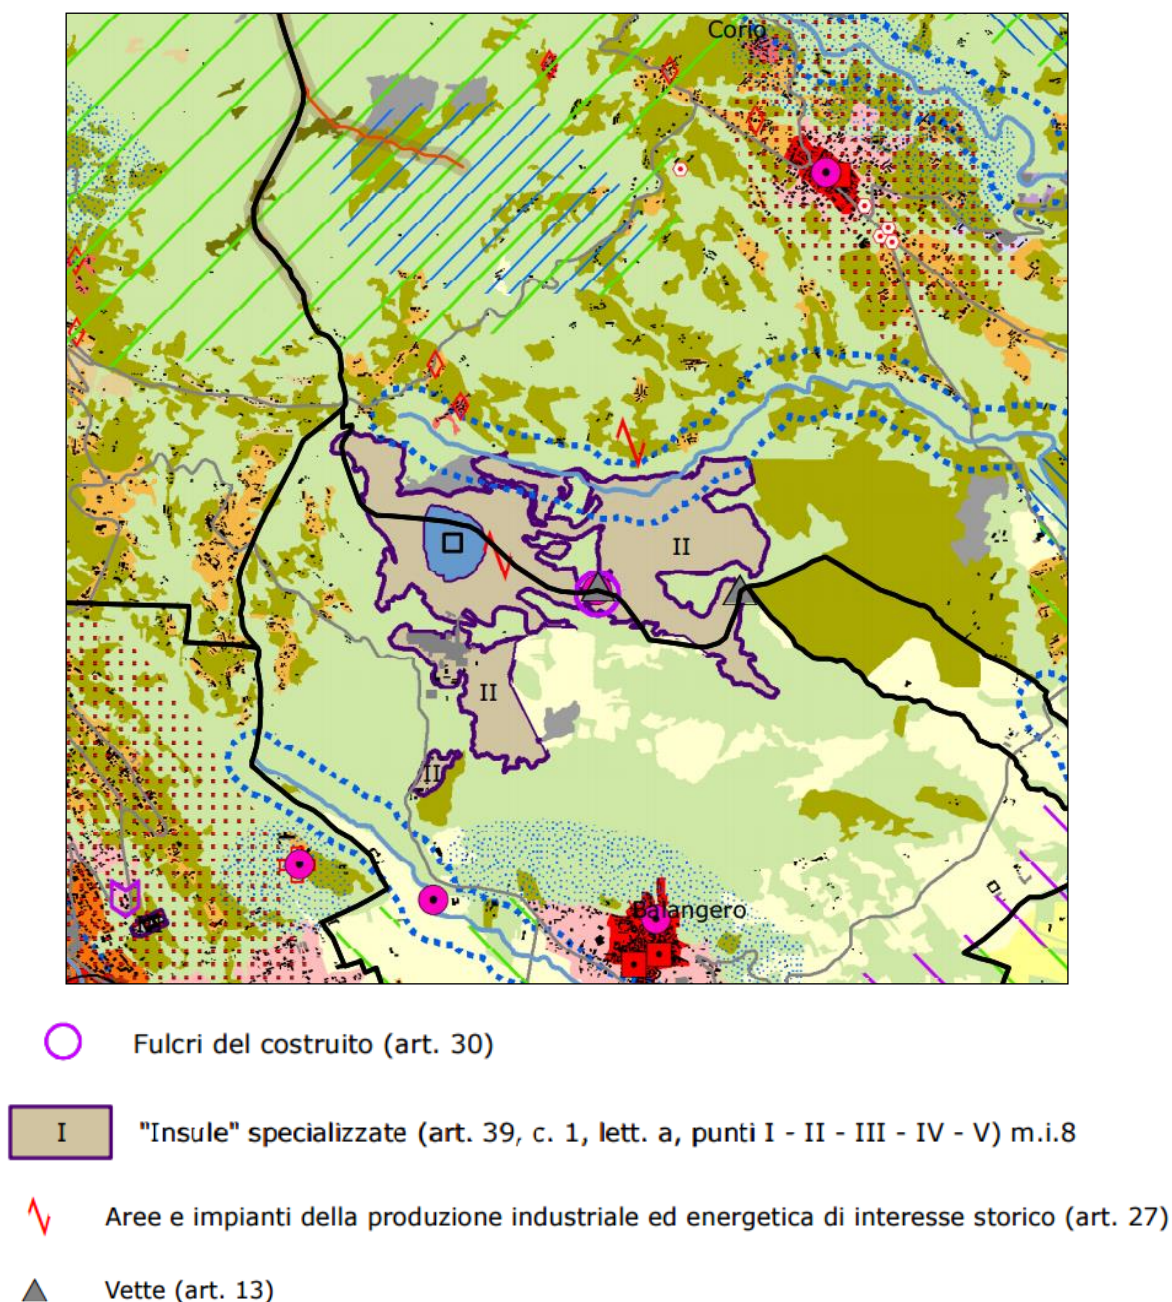 Corio
II
II
II
Balangero
Fulcri del costruito (art. 30)
I "Insule" specializzate (art. 39, c. 1, lett. a, punti I - II - III - IV - V) m.i.8
Aree e impianti della produzione industriale ed energetica di interesse storico (art. 27)
Vette (art. 13)